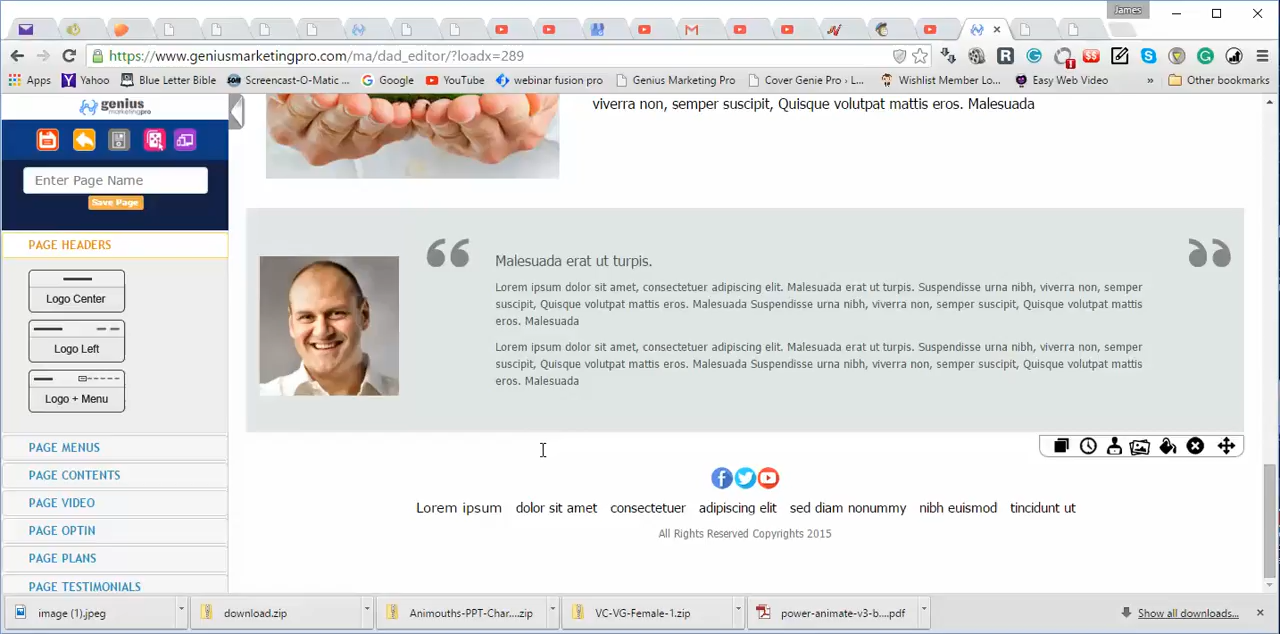 James
https://www.geniusmarketingpro.com/ma/dad_editor/?loadx=289
Apps
Yahoo
Blue Letter Bible
Screencast-O-Matic ...
Google
YouTube
webinar fusion pro
Genius Marketing Pro
Cover Genie Pro › L...
Wishlist Member Lo...
Easy Web Video
»
Other bookmarks
genius
marketingpro
Enter Page Name
Save Page
PAGE HEADERS
Logo Center
Logo Left
Logo + Menu
PAGE MENUS
PAGE CONTENTS
PAGE VIDEO
PAGE OPTIN
PAGE PLANS
PAGE TESTIMONIALS
viverra non, semper suscipit, Quisque volutpat mattis eros. Malesuada
Malesuada erat ut turpis.
Lorem ipsum dolor sit amet, consectetuer adipiscing elit. Malesuada erat ut turpis. Suspendisse urna nibh, viverra non, semper
suscipit, Quisque volutpat mattis eros. Malesuada Suspendisse urna nibh, viverra non, semper suscipit, Quisque volutpat mattis
eros. Malesuada
Lorem ipsum dolor sit amet, consectetuer adipiscing elit. Malesuada erat ut turpis. Suspendisse urna nibh, viverra non, semper
suscipit, Quisque volutpat mattis eros. Malesuada Suspendisse urna nibh, viverra non, semper suscipit, Quisque volutpat mattis
eros. Malesuada
Lorem ipsum dolor sit amet consectetuer adipiscing elit sed diam nonummy nibh euismod tincidunt ut
All Rights Reserved Copyrights 2015
image (1).jpeg
download.zip
Animouths-PPT-Char....zip
VC-VG-Female-1.zip
power-animate-v3-b....pdf
Show all downloads...